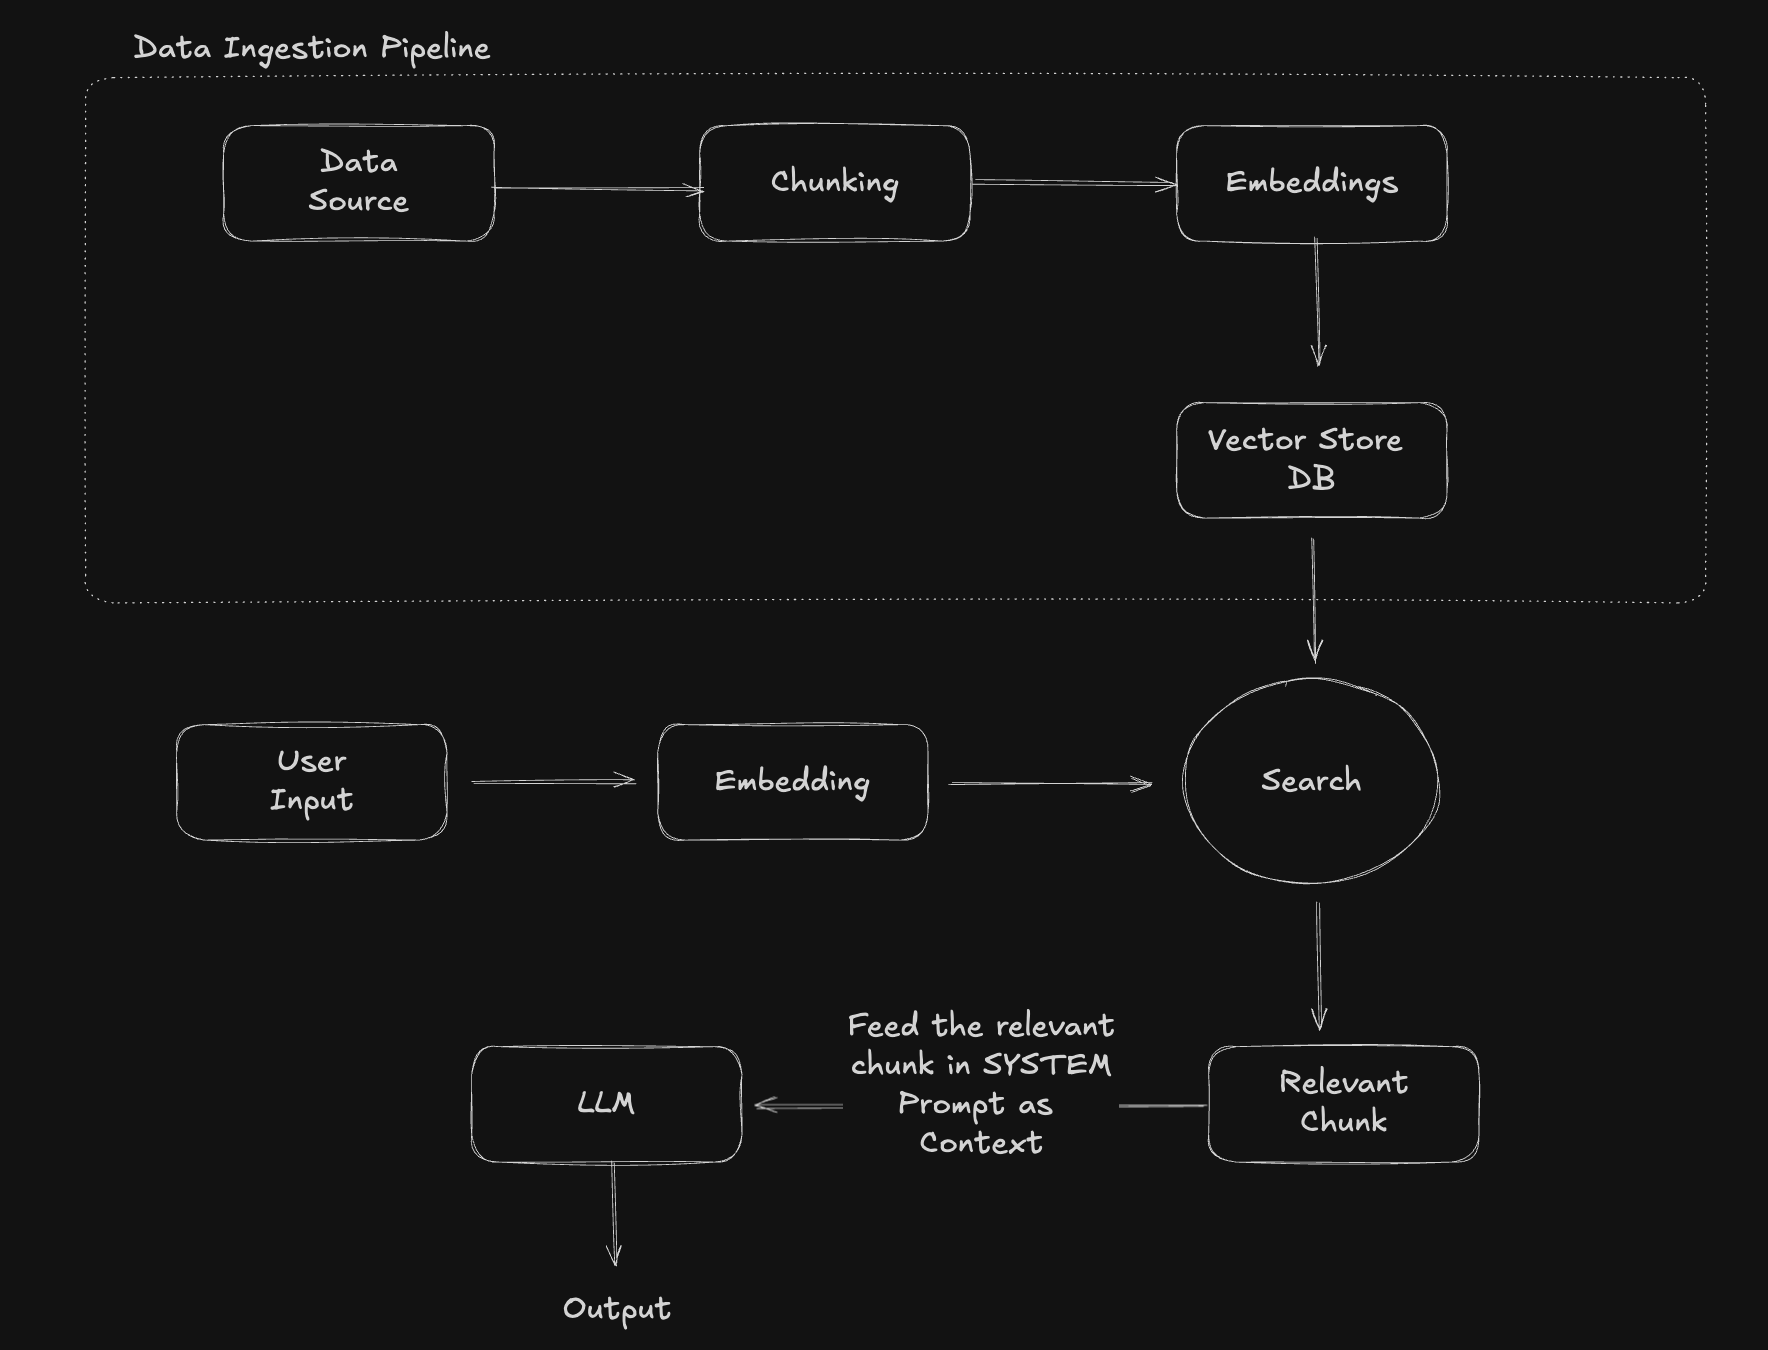 Data Ingestion Pipeline
Data
Source
Chunking
Embeddings
Vector Store
DB
User
Input
Embedding
Search
Feed the relevant
chunk in SYSTEM
Prompt as
Context
LLM
Relevant
Chunk
Output